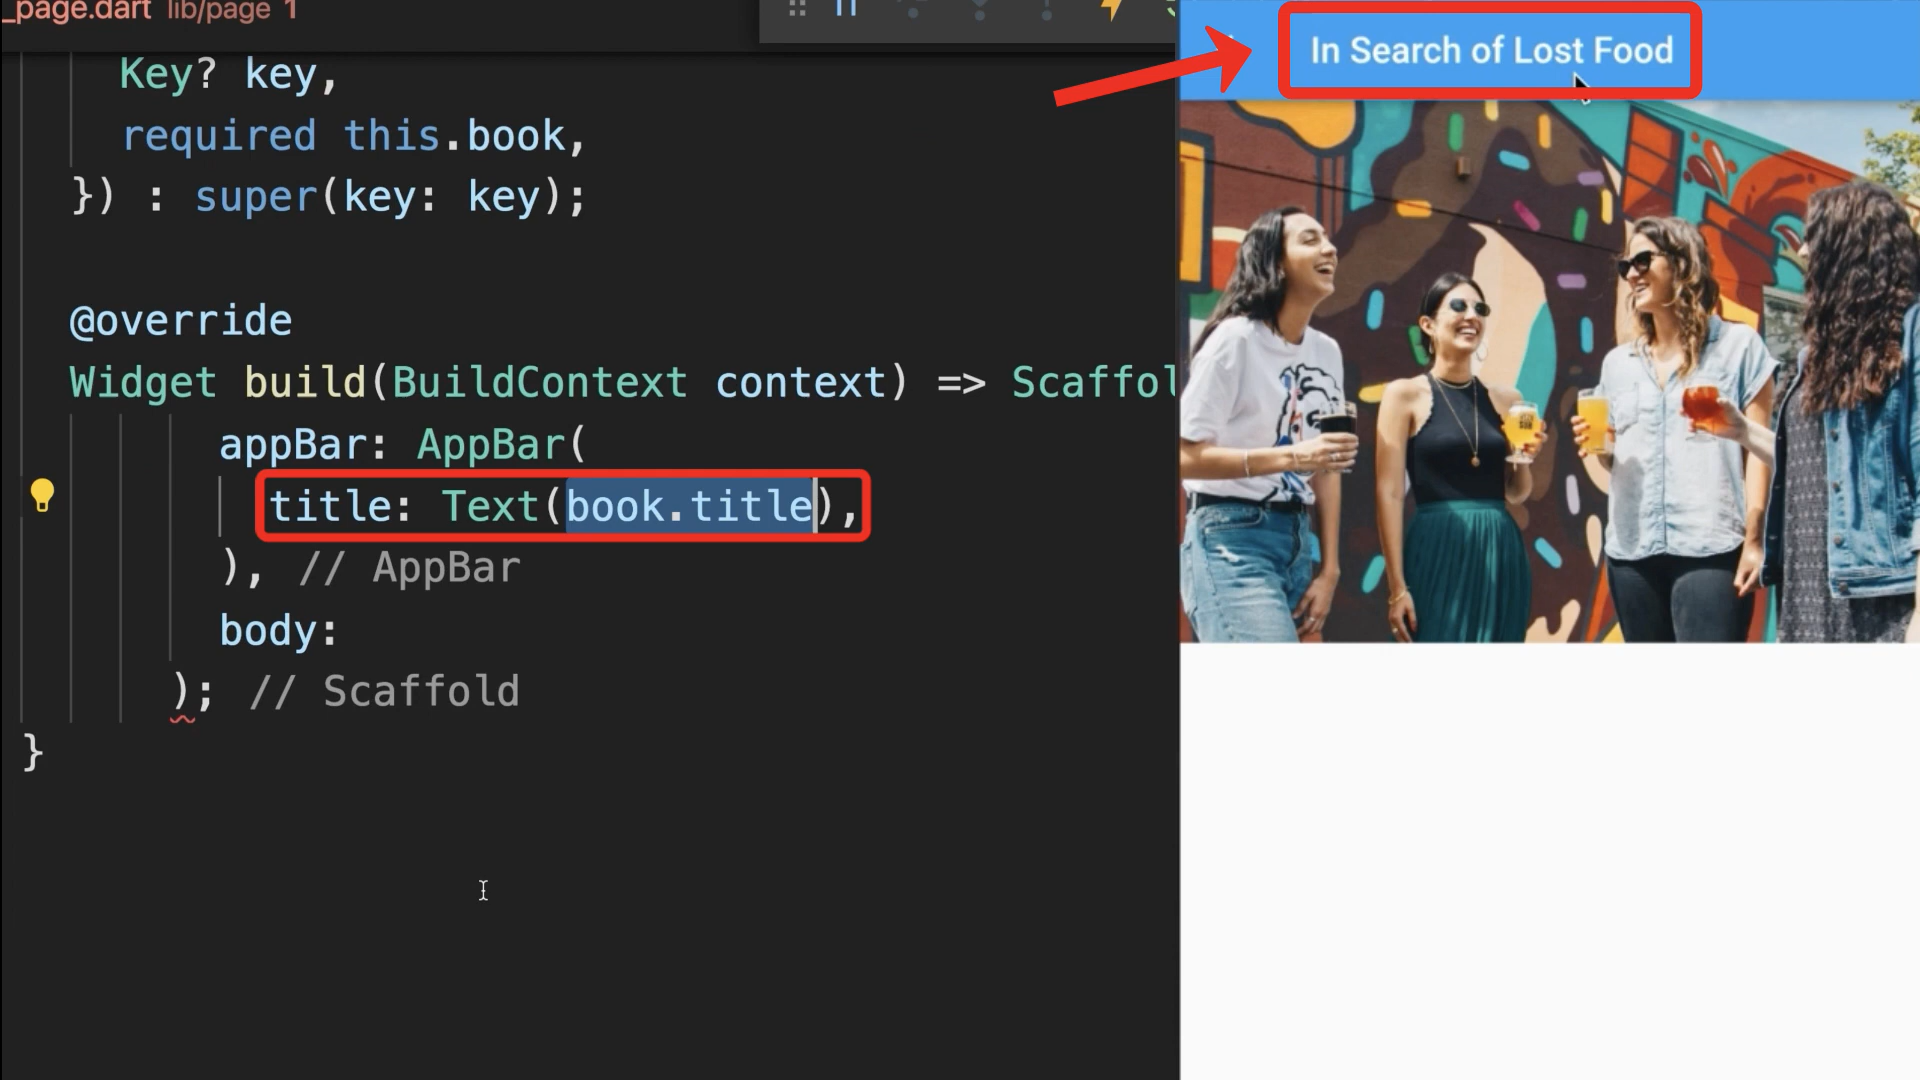 _page.dart lib/page 1
Key? key,
required this.book,
}) : super(key: key);
@override
Widget build(BuildContext context) => Scaffol
appBar: AppBar(
title: Text(book.title),
), // AppBar
body:
); // Scaffold
}
In Search of Lost Food